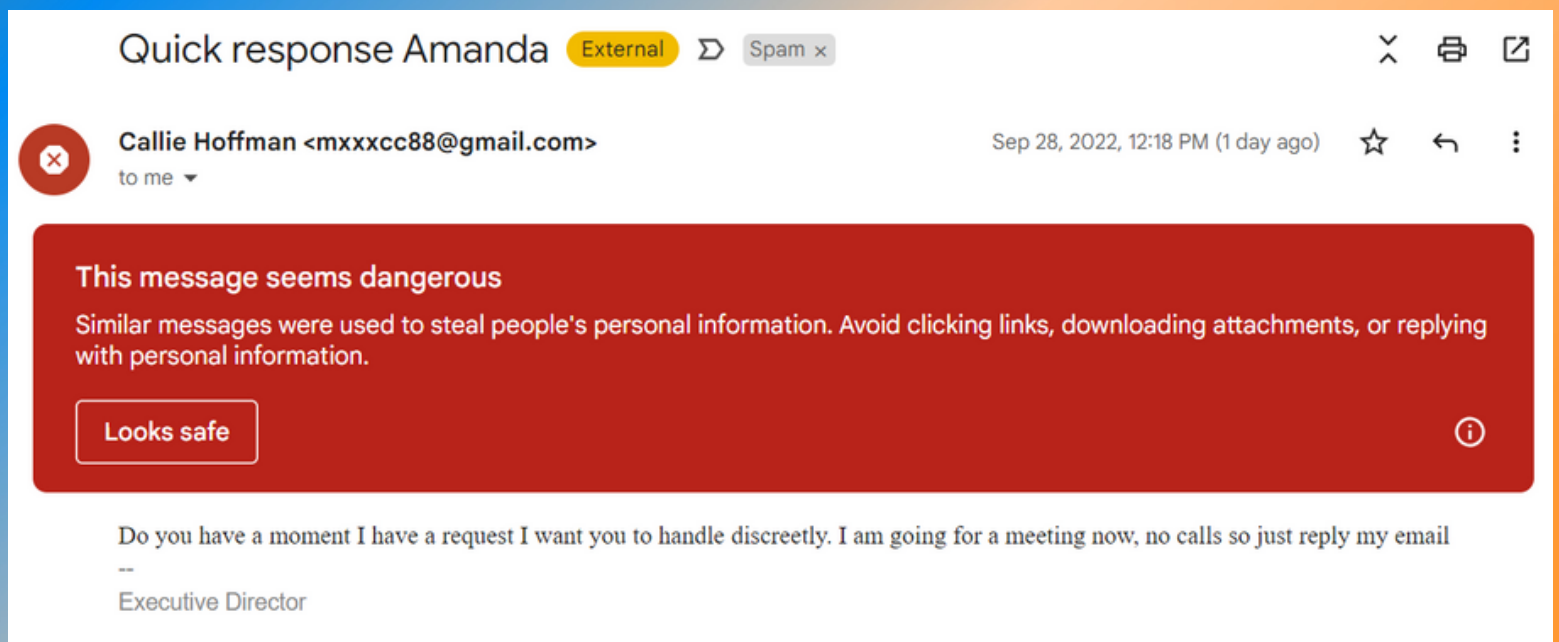 Quick response Amanda External Spam ×
Callie Hoffman <mxxxcc88@gmail.com> Sep 28, 2022, 12:18 PM (1 day ago)
to me
This message seems dangerous
Similar messages were used to steal people's personal information. Avoid clicking links, downloading attachments, or replying
with personal information.
Looks safe
Do you have a moment I have a request I want you to handle discreetly. I am going for a meeting now, no calls so just reply my email
--
Executive Director